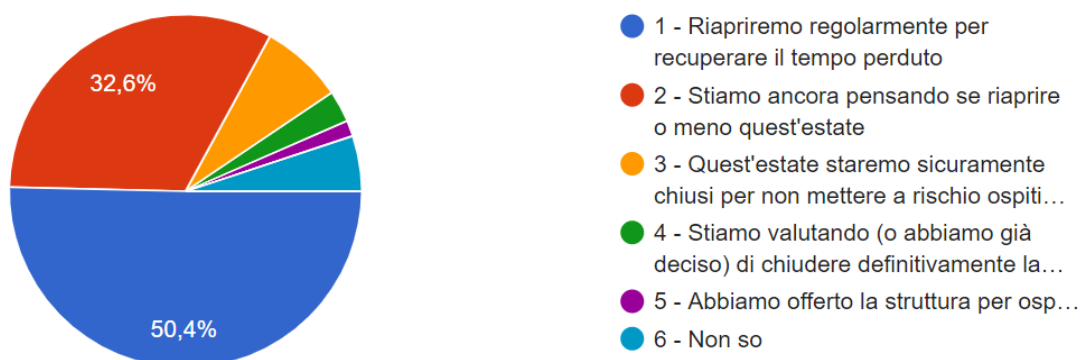 32,6%
50,4%
1 - Riapriremo regolarmente per
recuperare il tempo perduto
2 - Stiamo ancora pensando se riaprire
o meno quest'estate
3 - Quest'estate staremo sicuramente
chiusi per non mettere a rischio ospiti…
4 - Stiamo valutando (o abbiamo già
deciso) di chiudere definitivamente la…
5 - Abbiamo offerto la struttura per osp…
6 - Non so